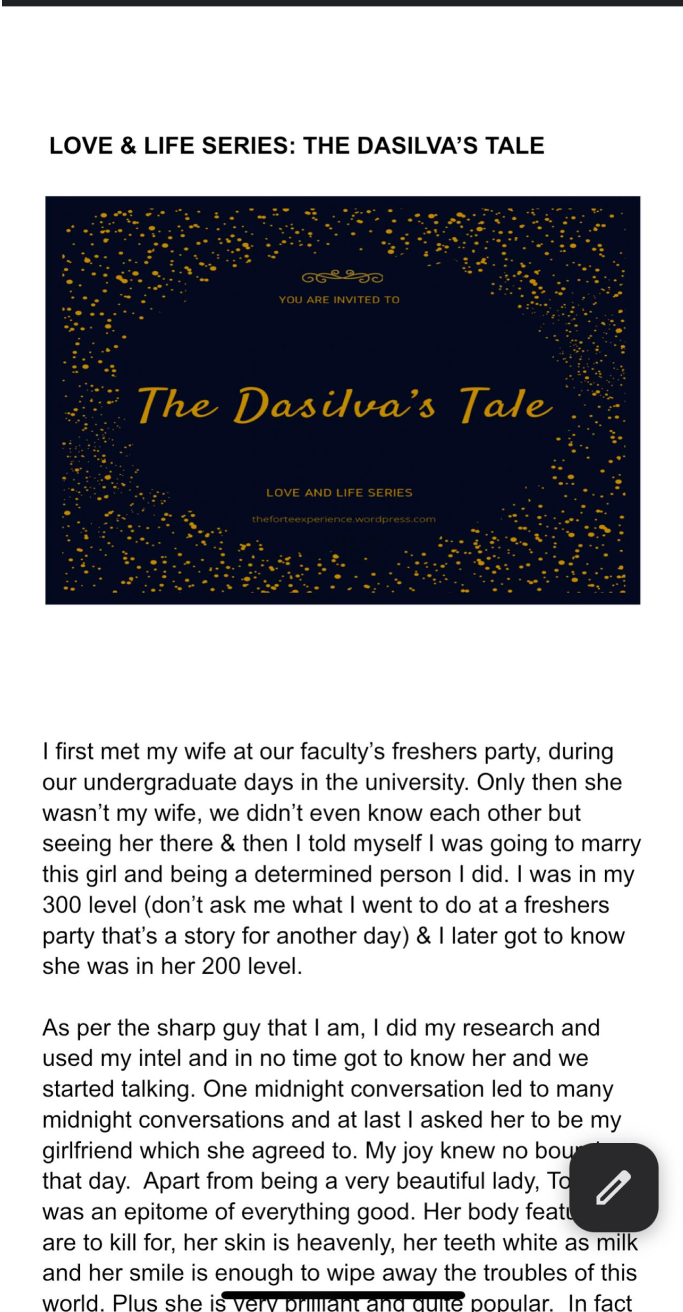 LOVE & LIFE SERIES: THE DASILVA’S TALE
YOU ARE INVITED TO
The Dasilva’s Tale
LOVE AND LIFE SERIES
theforteexperience.wordpress.com
I first met my wife at our faculty’s freshers party, during
our undergraduate days in the university. Only then she
wasn’t my wife, we didn’t even know each other but
seeing her there & then I told myself I was going to marry
this girl and being a determined person I did. I was in my
300 level (don’t ask me what I went to do at a freshers
party that’s a story for another day) & I later got to know
she was in her 200 level.
As per the sharp guy that I am, I did my research and
used my intel and in no time got to know her and we
started talking. One midnight conversation led to many
midnight conversations and at last I asked her to be my
girlfriend which she agreed to. My joy knew no
that day. Apart from being a very beautiful lady,
was an epitome of everything good. Her body
are to kill for, her skin is heavenly, her teeth white as milk
and her smile is enough to wipe away the troubles of this
world. Plus she is very brilliant and quite popular. In fact